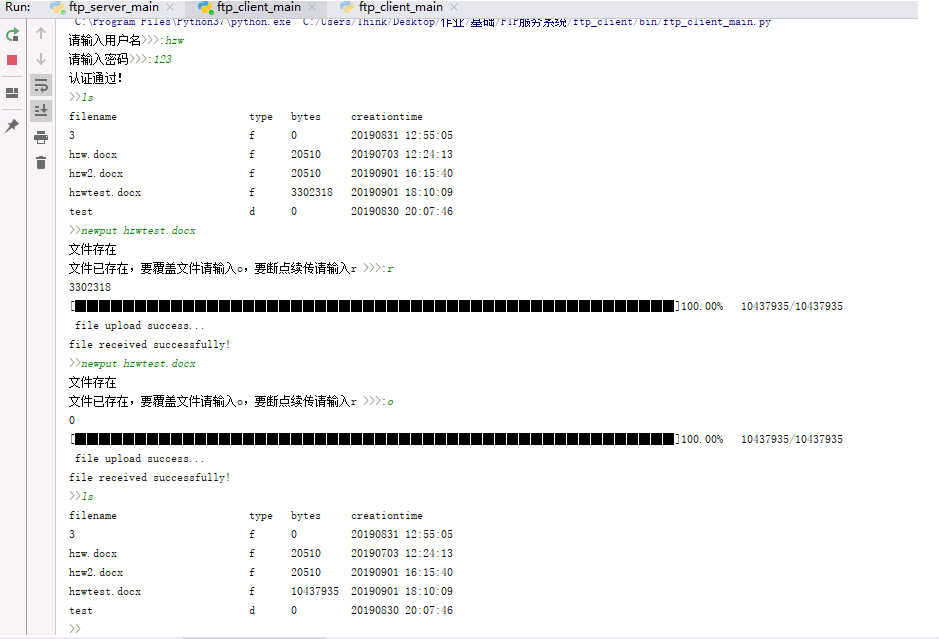 Run: ftp_server_main × ftp_client_main × ftp_client_main ×
"C:\Program Files\Python37\python.exe" "C:/Users/Think/Desktop/作业/基础/FTP服务系统/ftp_client/bin/ftp_client_main.py"
请输入用户名>>>:hzw
请输入密码>>>:123
认证通过!
>>ls
filename type bytes creationtime
3 f 0 20190831 12:55:05
hzw.docx f 20510 20190703 12:24:13
hzw2.docx f 20510 20190901 16:15:40
hzwtest.docx f 3302318 20190901 18:10:09
test d 0 20190830 20:07:46
>>newput hzwtest.docx
文件存在
文件已存在,要覆盖文件请输入o,要断点续传请输入r >>>:r
3302318
[██████████████████████████████████████████████████]100.00% 10437935/10437935
file upload success...
file received successfully!
>>newput hzwtest.docx
文件存在
文件已存在,要覆盖文件请输入o,要断点续传请输入r >>>:o
0
[██████████████████████████████████████████████████]100.00% 10437935/10437935
file upload success...
file received successfully!
>>ls
filename type bytes creationtime
3 f 0 20190831 12:55:05
hzw.docx f 20510 20190703 12:24:13
hzw2.docx f 20510 20190901 16:15:40
hzwtest.docx f 10437935 20190901 18:10:09
test d 0 20190830 20:07:46
>>